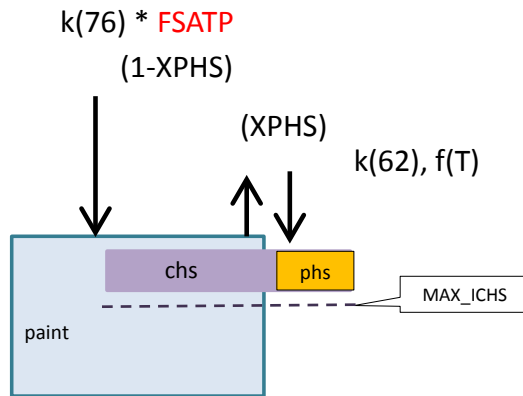 k(76) * FSATP
(1-XPHS)
(XPHS)
k(62), f(T)
chs
phs
MAX_ICHS
paint